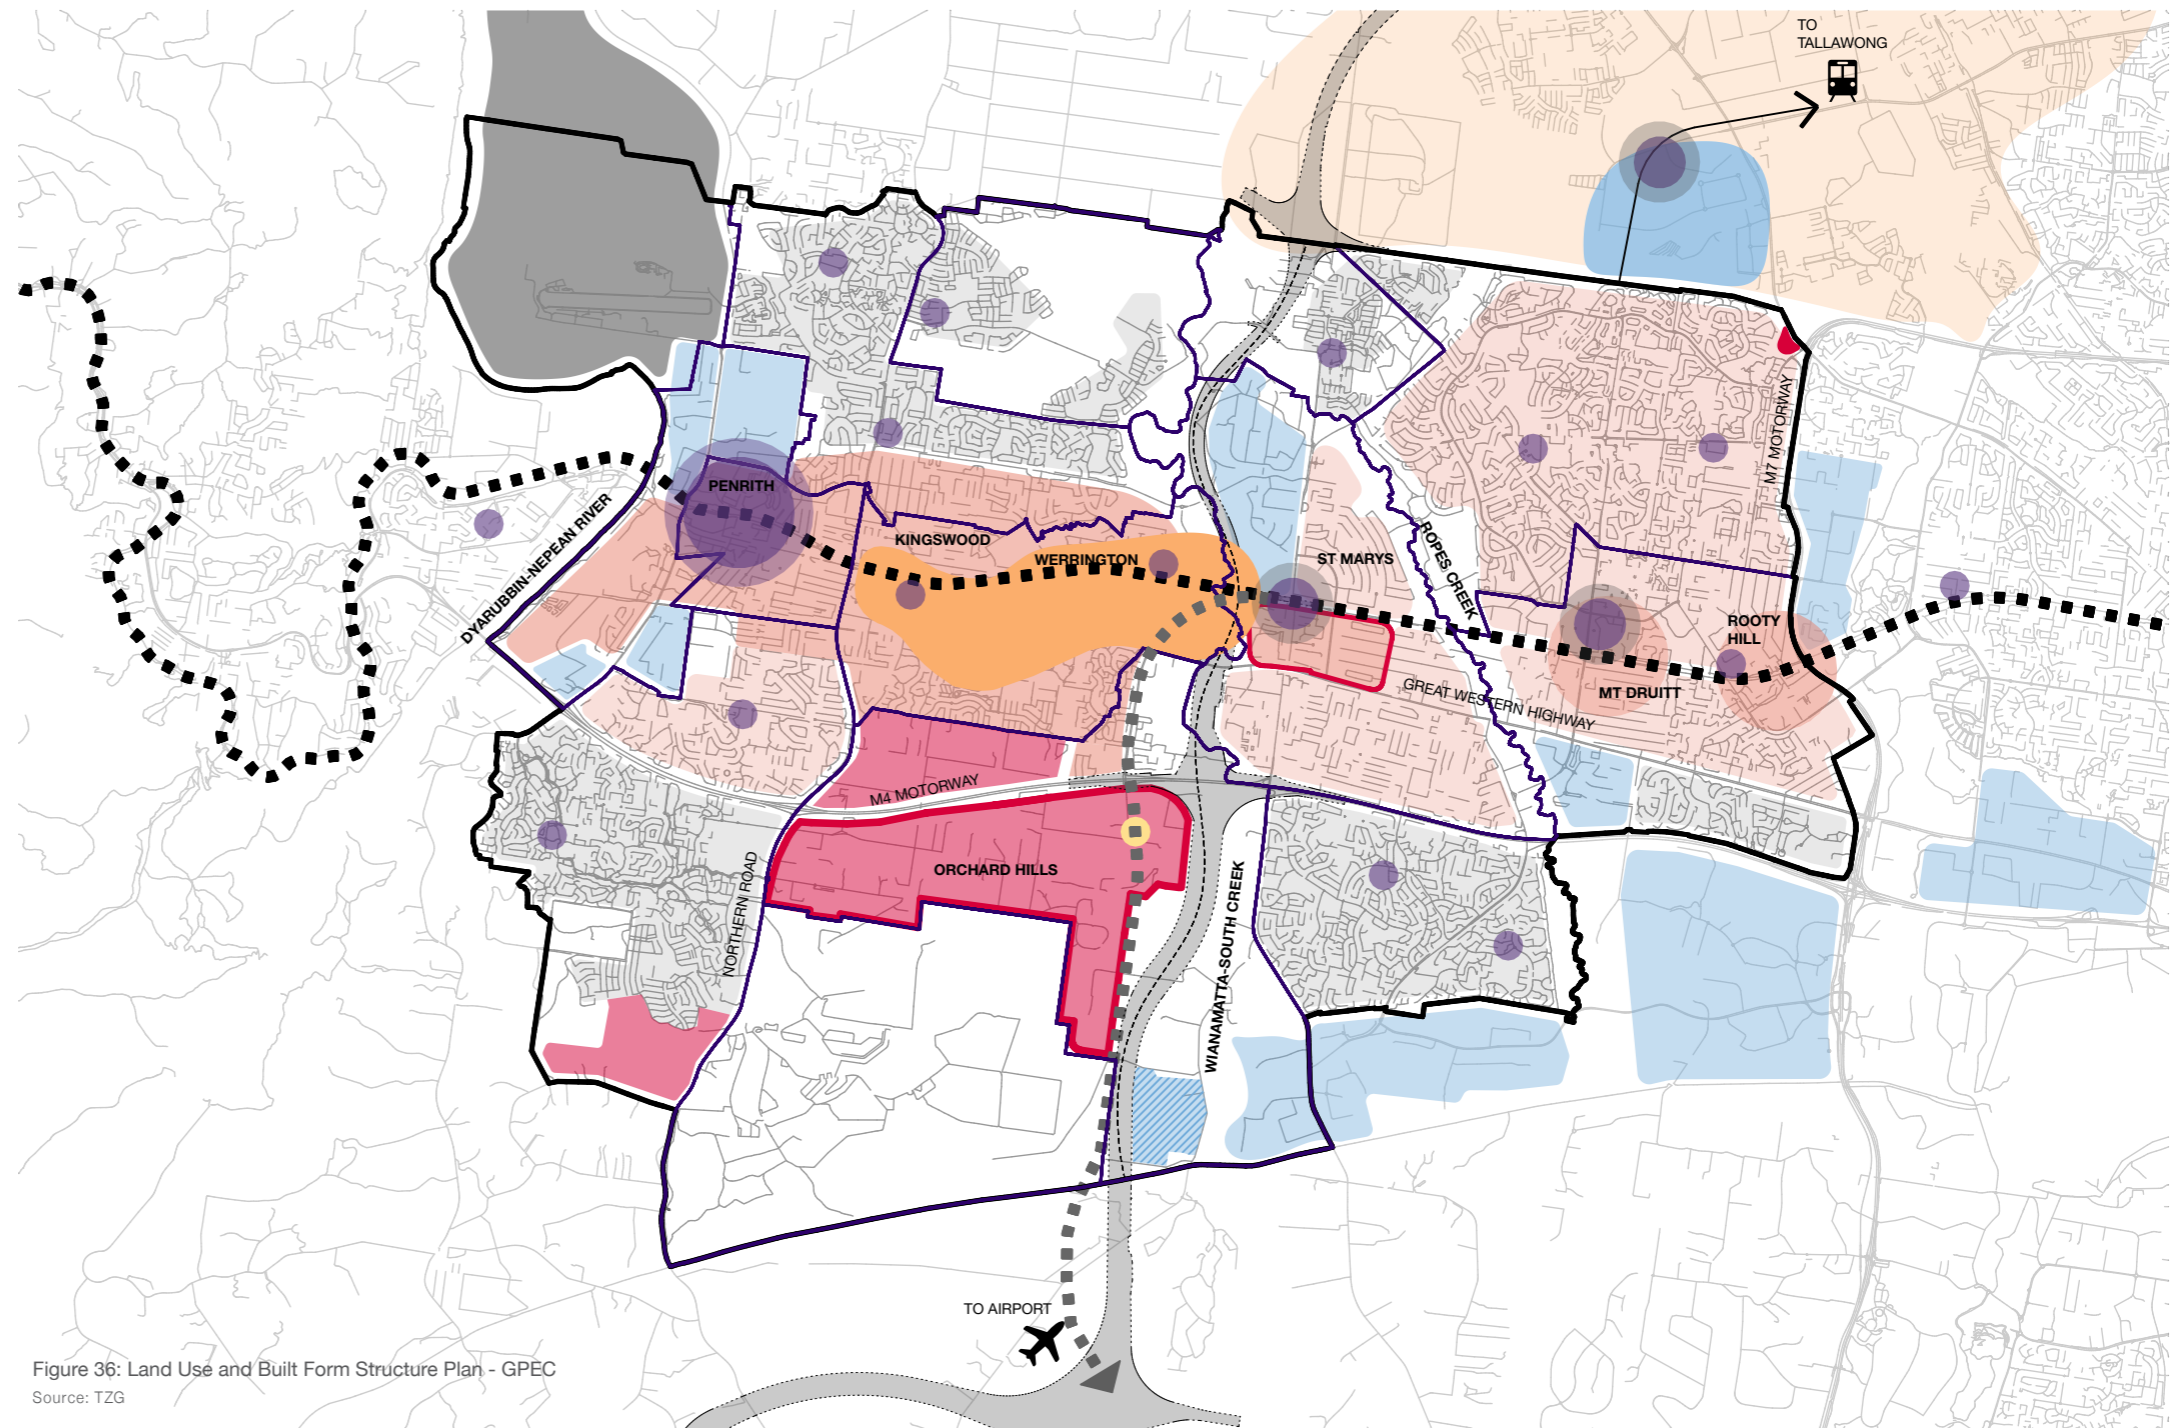 TO
TALLAWONG
M7 MOTORWAY
PENRITH
KINGSWOOD
WERRINGTON
ST MARYS
ROPES CREEK
DYARUBBIN-NEPEAN RIVER
ROOTY
HILL
MT DRUITT
GREAT WESTERN HIGHWAY
M4 MOTORWAY
ORCHARD HILLS
NORTHERN ROAD
WIANAMATTA-SOUTH CREEK
TO AIRPORT
Figure 36: Land Use and Built Form Structure Plan - GPEC
Source: TZG